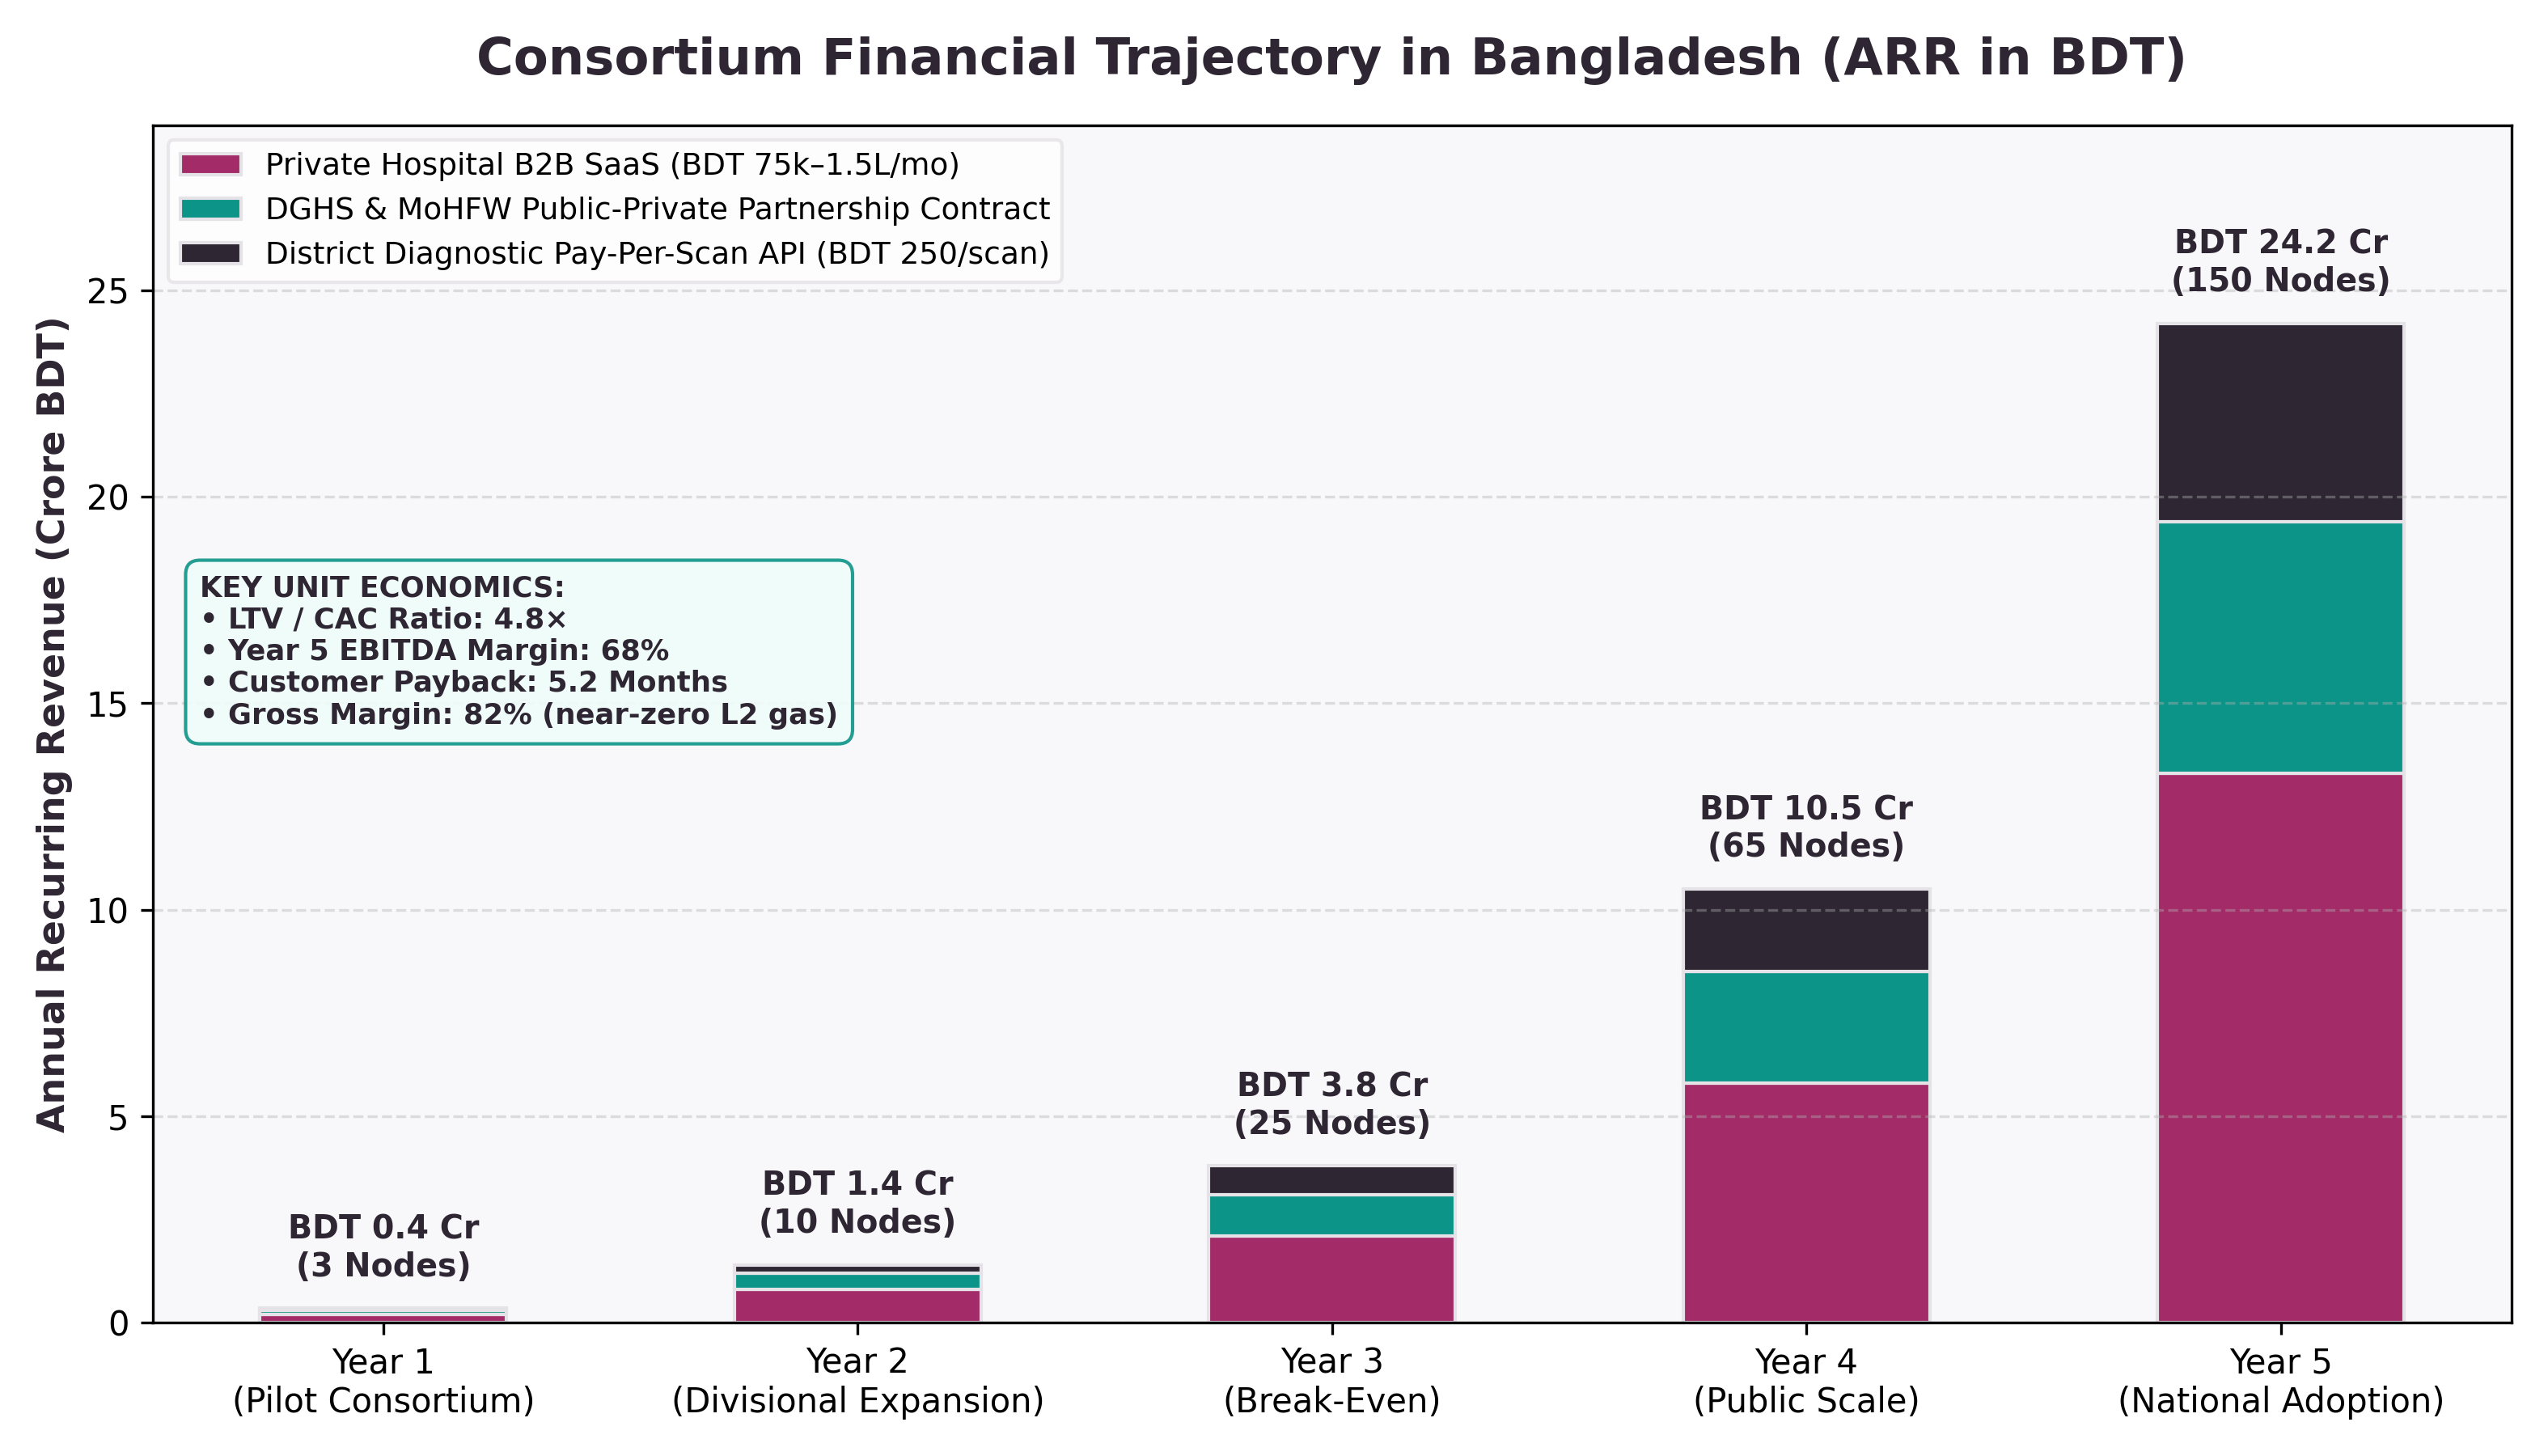 Consortium Financial Trajectory in Bangladesh (ARR in BDT)
Private Hospital B2B SaaS (BDT 75k–1.5L/mo)
DGHS & MoHFW Public-Private Partnership Contract
District Diagnostic Pay-Per-Scan API (BDT 250/scan)
Annual Recurring Revenue (Crore BDT)
25
20
15
10
5
0
KEY UNIT ECONOMICS:
• LTV / CAC Ratio: 4.8×
• Year 5 EBITDA Margin: 68%
• Customer Payback: 5.2 Months
• Gross Margin: 82% (near-zero L2 gas)
BDT 0.4 Cr
(3 Nodes)
BDT 1.4 Cr
(10 Nodes)
BDT 3.8 Cr
(25 Nodes)
BDT 10.5 Cr
(65 Nodes)
BDT 24.2 Cr
(150 Nodes)
Year 1
(Pilot Consortium)
Year 2
(Divisional Expansion)
Year 3
(Break-Even)
Year 4
(Public Scale)
Year 5
(National Adoption)